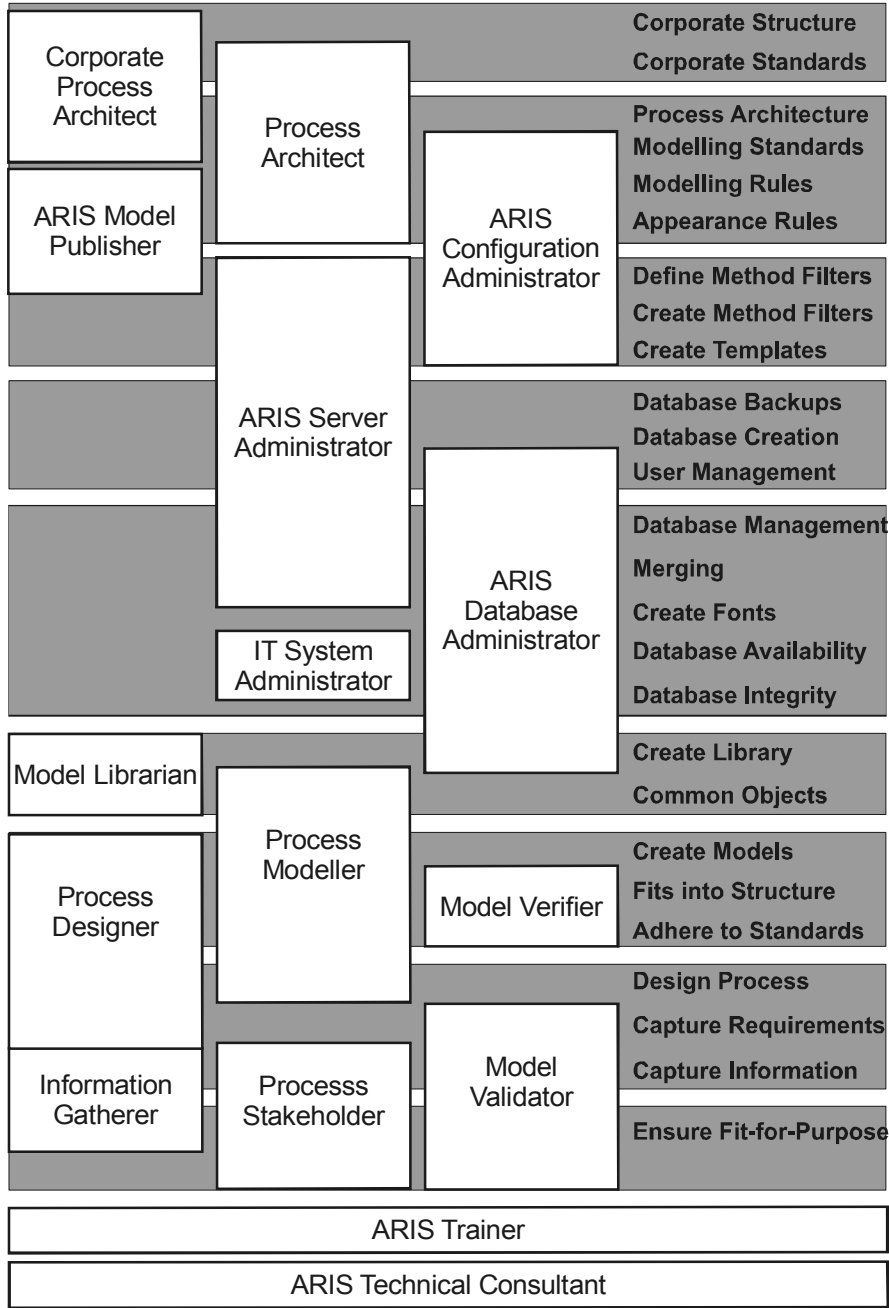 Corporate
Process
Architect
Process
Architect
Corporate Structure
Corporate Standards
ARIS Model
Publisher
ARIS
Configuration
Administrator
Process Architecture
Modelling Standards
Modelling Rules
Appearance Rules
Define Method Filters
Create Method Filters
Create Templates
ARIS Server
Administrator
Database Backups
Database Creation
User Management
IT System
Administrator
ARIS
Database
Administrator
Database Management
Merging
Create Fonts
Database Availability
Database Integrity
Model Librarian
Create Library
Common Objects
Process
Designer
Process
Modeller
Model Verifier
Create Models
Fits into Structure
Adhere to Standards
Design Process
Capture Requirements
Capture Information
Information
Gatherer
Processs
Stakeholder
Model
Validator
Ensure Fit-for-Purpose
ARIS Trainer
ARIS Technical Consultant